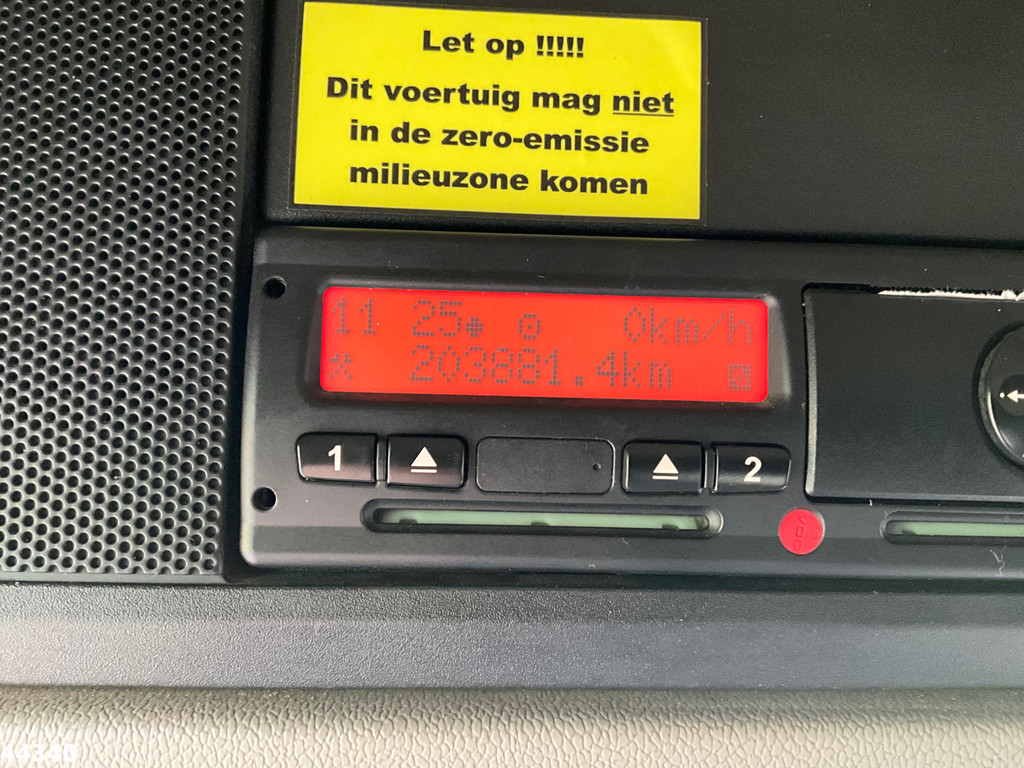 Let op !!!!!
Dit voertuig mag niet
in de zero-emissie
milieuzone komen
11 25 0km/h
203881.4km
1
2
44340